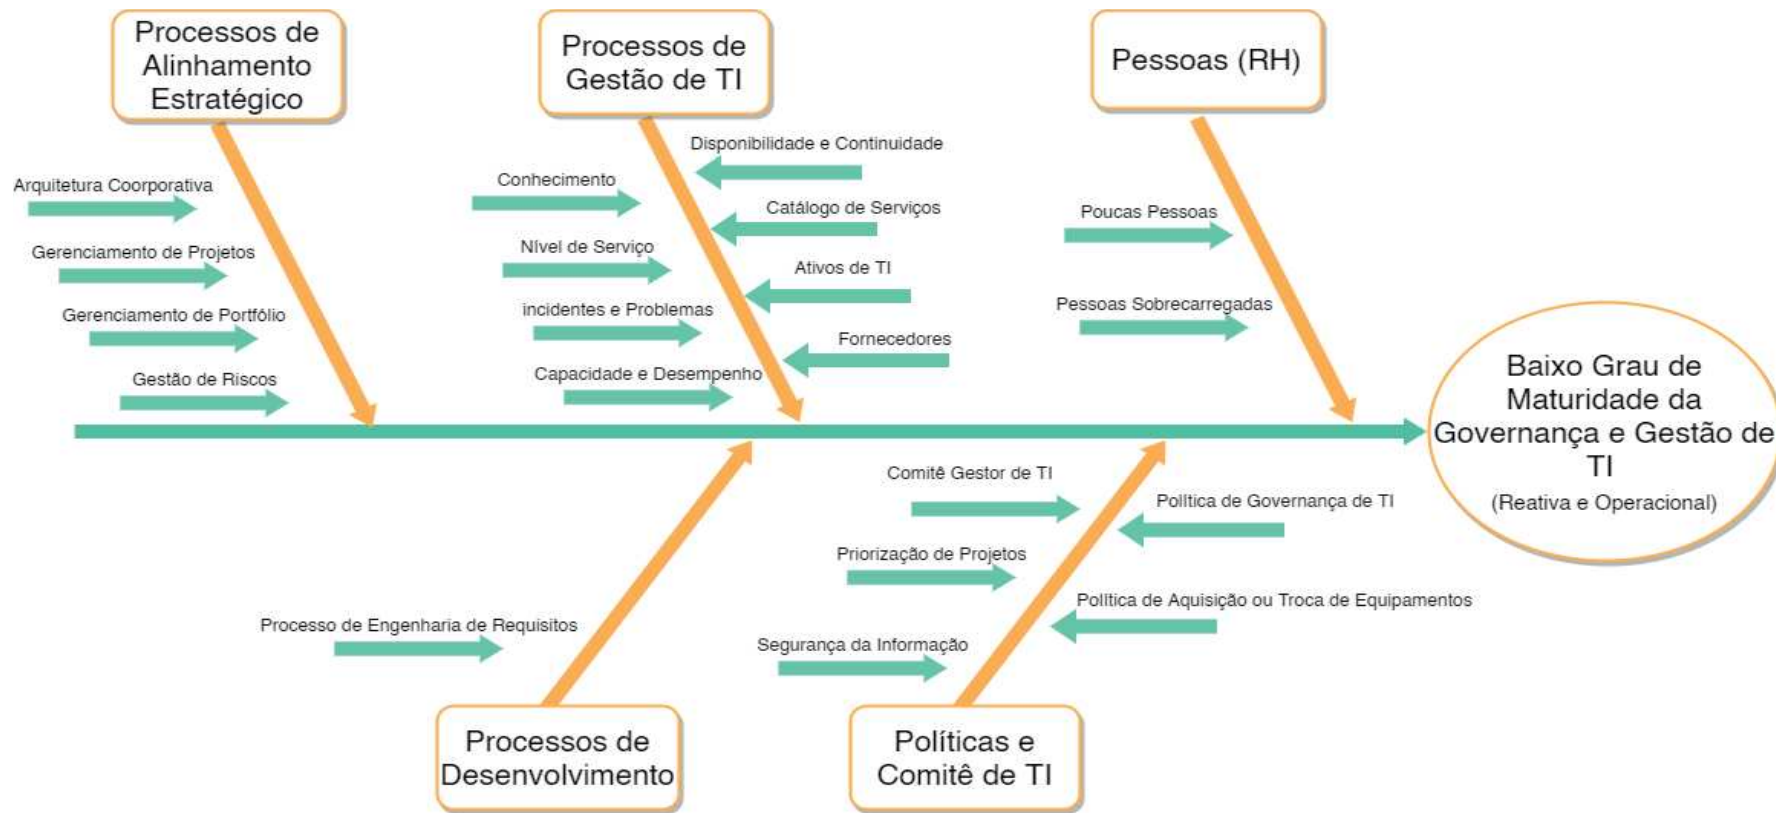 Processos de
Alinhamento
Estratégico
Processos de
Gestão de TI
Pessoas (RH)
Arquitetura Coorporativa
Gerenciamento de Projetos
Gerenciamento de Portfólio
Gestão de Riscos
Conhecimento
NÍvel de Serviço
incidentes e Problemas
Capacidade e Desempenho
Disponibilidade e Continuidade
Catálogo de Serviços
Ativos de TI
Fornecedores
Poucas Pessoas
Pessoas Sobrecarregadas
Baixo Grau de
Maturidade da
Governança e Gestão de
TI
(Reativa e Operacional)
Processo de Engenharia de Requisitos
Comitê Gestor de TI
Priorização de Projetos
Segurança da Informação
PolÍtica de Governança de TI
PolÍtica de Aquisição ou Troca de Equipamentos
Processos de
Desenvolvimento
Políticas e
Comitê de TI